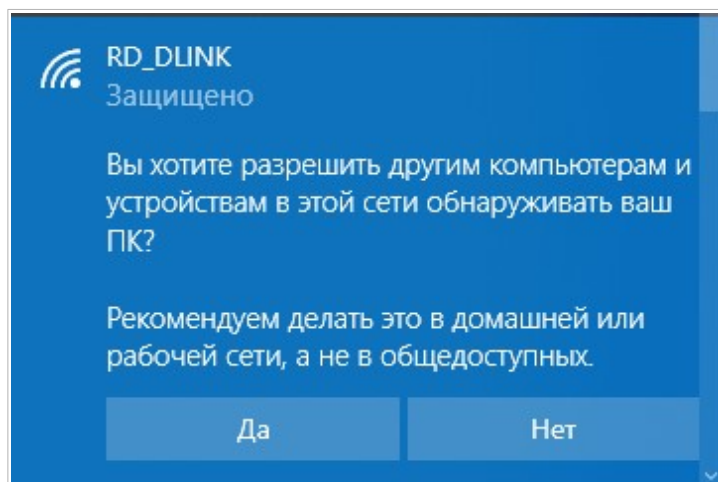 RD_DLINK
Защищено
Вы хотите разрешить другим компьютерам и
устройствам в этой сети обнаруживать ваш
ПК?
Рекомендуем делать это в домашней или
рабочей сети, а не в общедоступных.
Да Нет